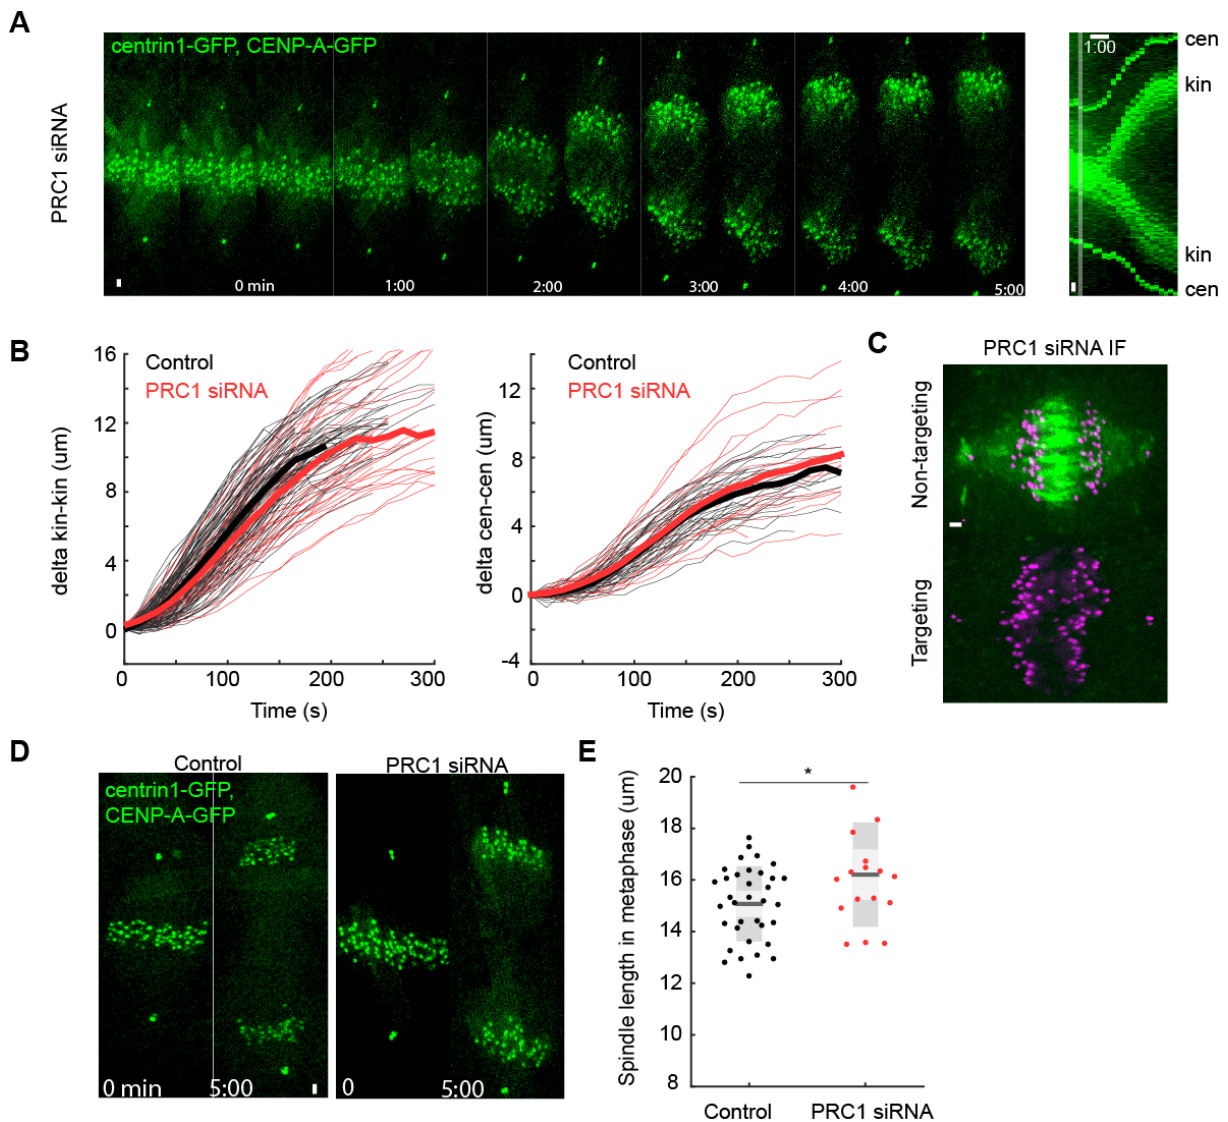 A
centrin1-GFP, CENP-A-GFP
PRC1 siRNA
0 min
1:00
2:00
3:00
4:00
5:00
1:00
cen
kin
kin
cen
B
Control
PRC1 siRNA
delta kin-kin (um)
16
12
8
4
0
0
100
200
300
Time (s)
delta cen-cen (um)
12
8
4
0
-4
0
100
200
300
Time (s)
Control
PRC1 siRNA
C
PRC1 siRNA IF
Non-targeting
Targeting
D
Control
PRC1 siRNA
centrin1-GFP,
CENP-A-GFP
0 min
5:00
0
5:00
E
*
Spindle length in metaphase (um)
20
18
16
14
12
10
8
Control
PRC1 siRNA